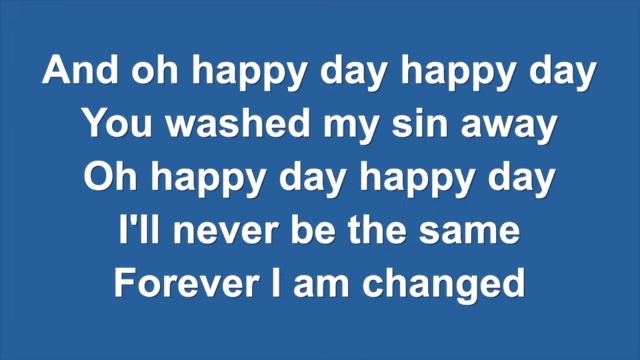 And oh happy day happy day
You washed my sin away
Oh happy day happy day
I'll never be the same
Forever I am changed